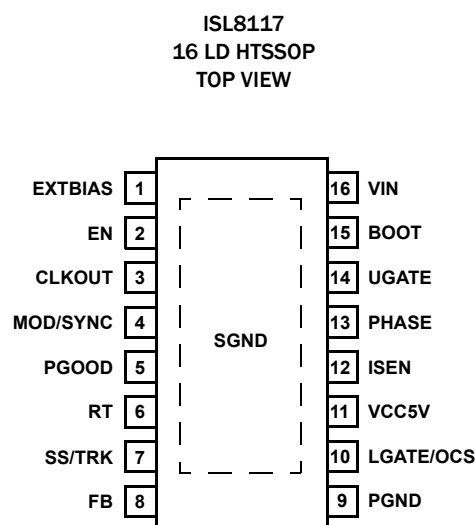 ISL8117
16 LD HTSSOP
TOP VIEW
EXTBIAS 1 16 VIN
EN 2 15 BOOT
CLKOUT 3 14 UGATE
MOD/SYNC 4 13 PHASE
SGND
PGOOD 5 12 ISEN
RT 6 11 VCC5V
SS/TRK 7 10 LGATE/OCS
FB 8 9 PGND